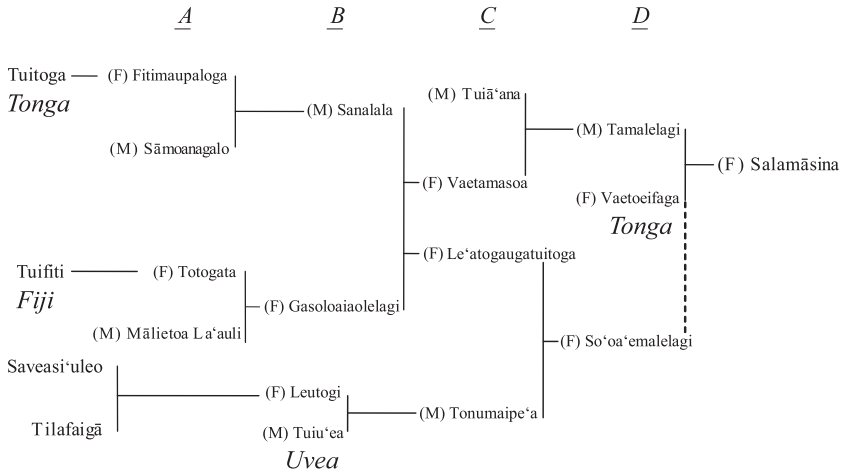 A B C D
Tuitoga (F) Fitimaupaloga
Tonga
(M) Tuiā‘ana
(M) Sanalala
(M) Tamalelagi
(M) Sāmoanagalo
(F) Salamāsina
(F) Vaetamasoa
(F) Vaetoeifaga
Tonga
(F) Le‘atogaugatuitoga
Tuifiti (F) Totogata
Fiji
(F) Gasoloaiaolelagi
(M) Mālietoa La‘auli
(F) So‘oa‘emalelagi
Saveasi‘uleo
(F) Leutogi
(M) Tonumaipe‘a
Tilafaigā
(M) Tuiu‘ea
Uvea